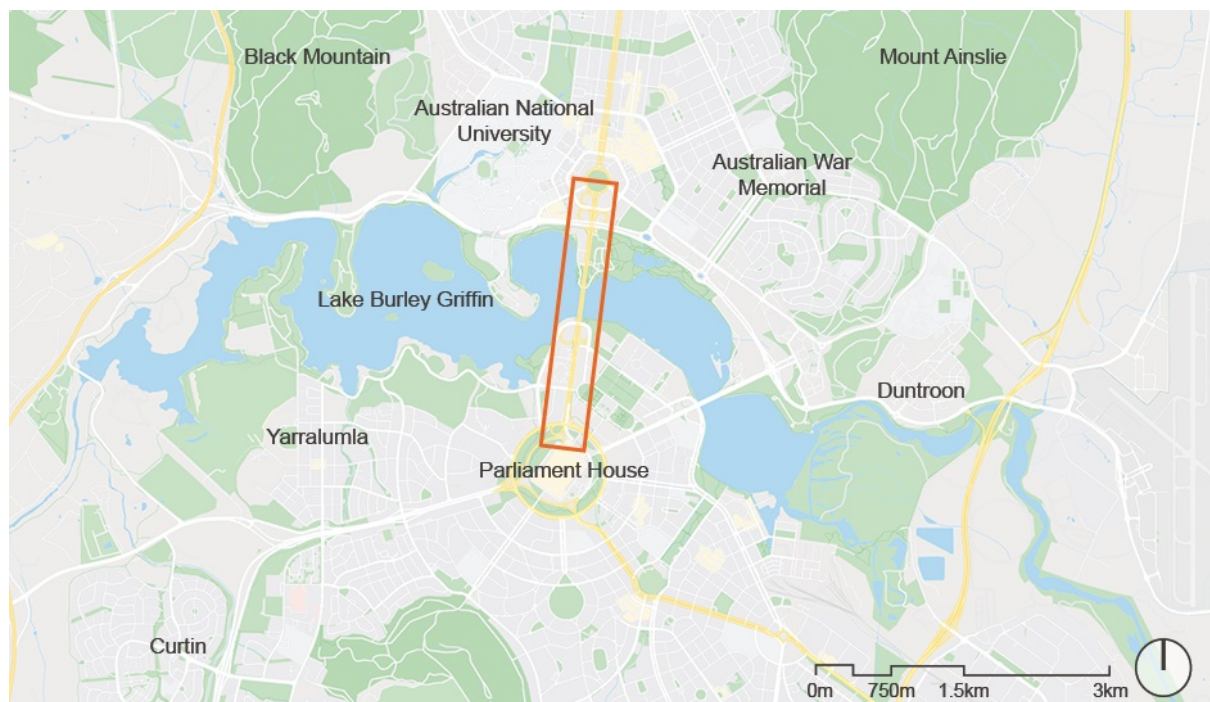 Black Mountain
Mount Ainslie
Australian National
University
Australian War
Memorial
Lake Burley Griffin
Duntroon
Yarralumla
Parliament House
Curtin
0m 750m 1.5km 3km